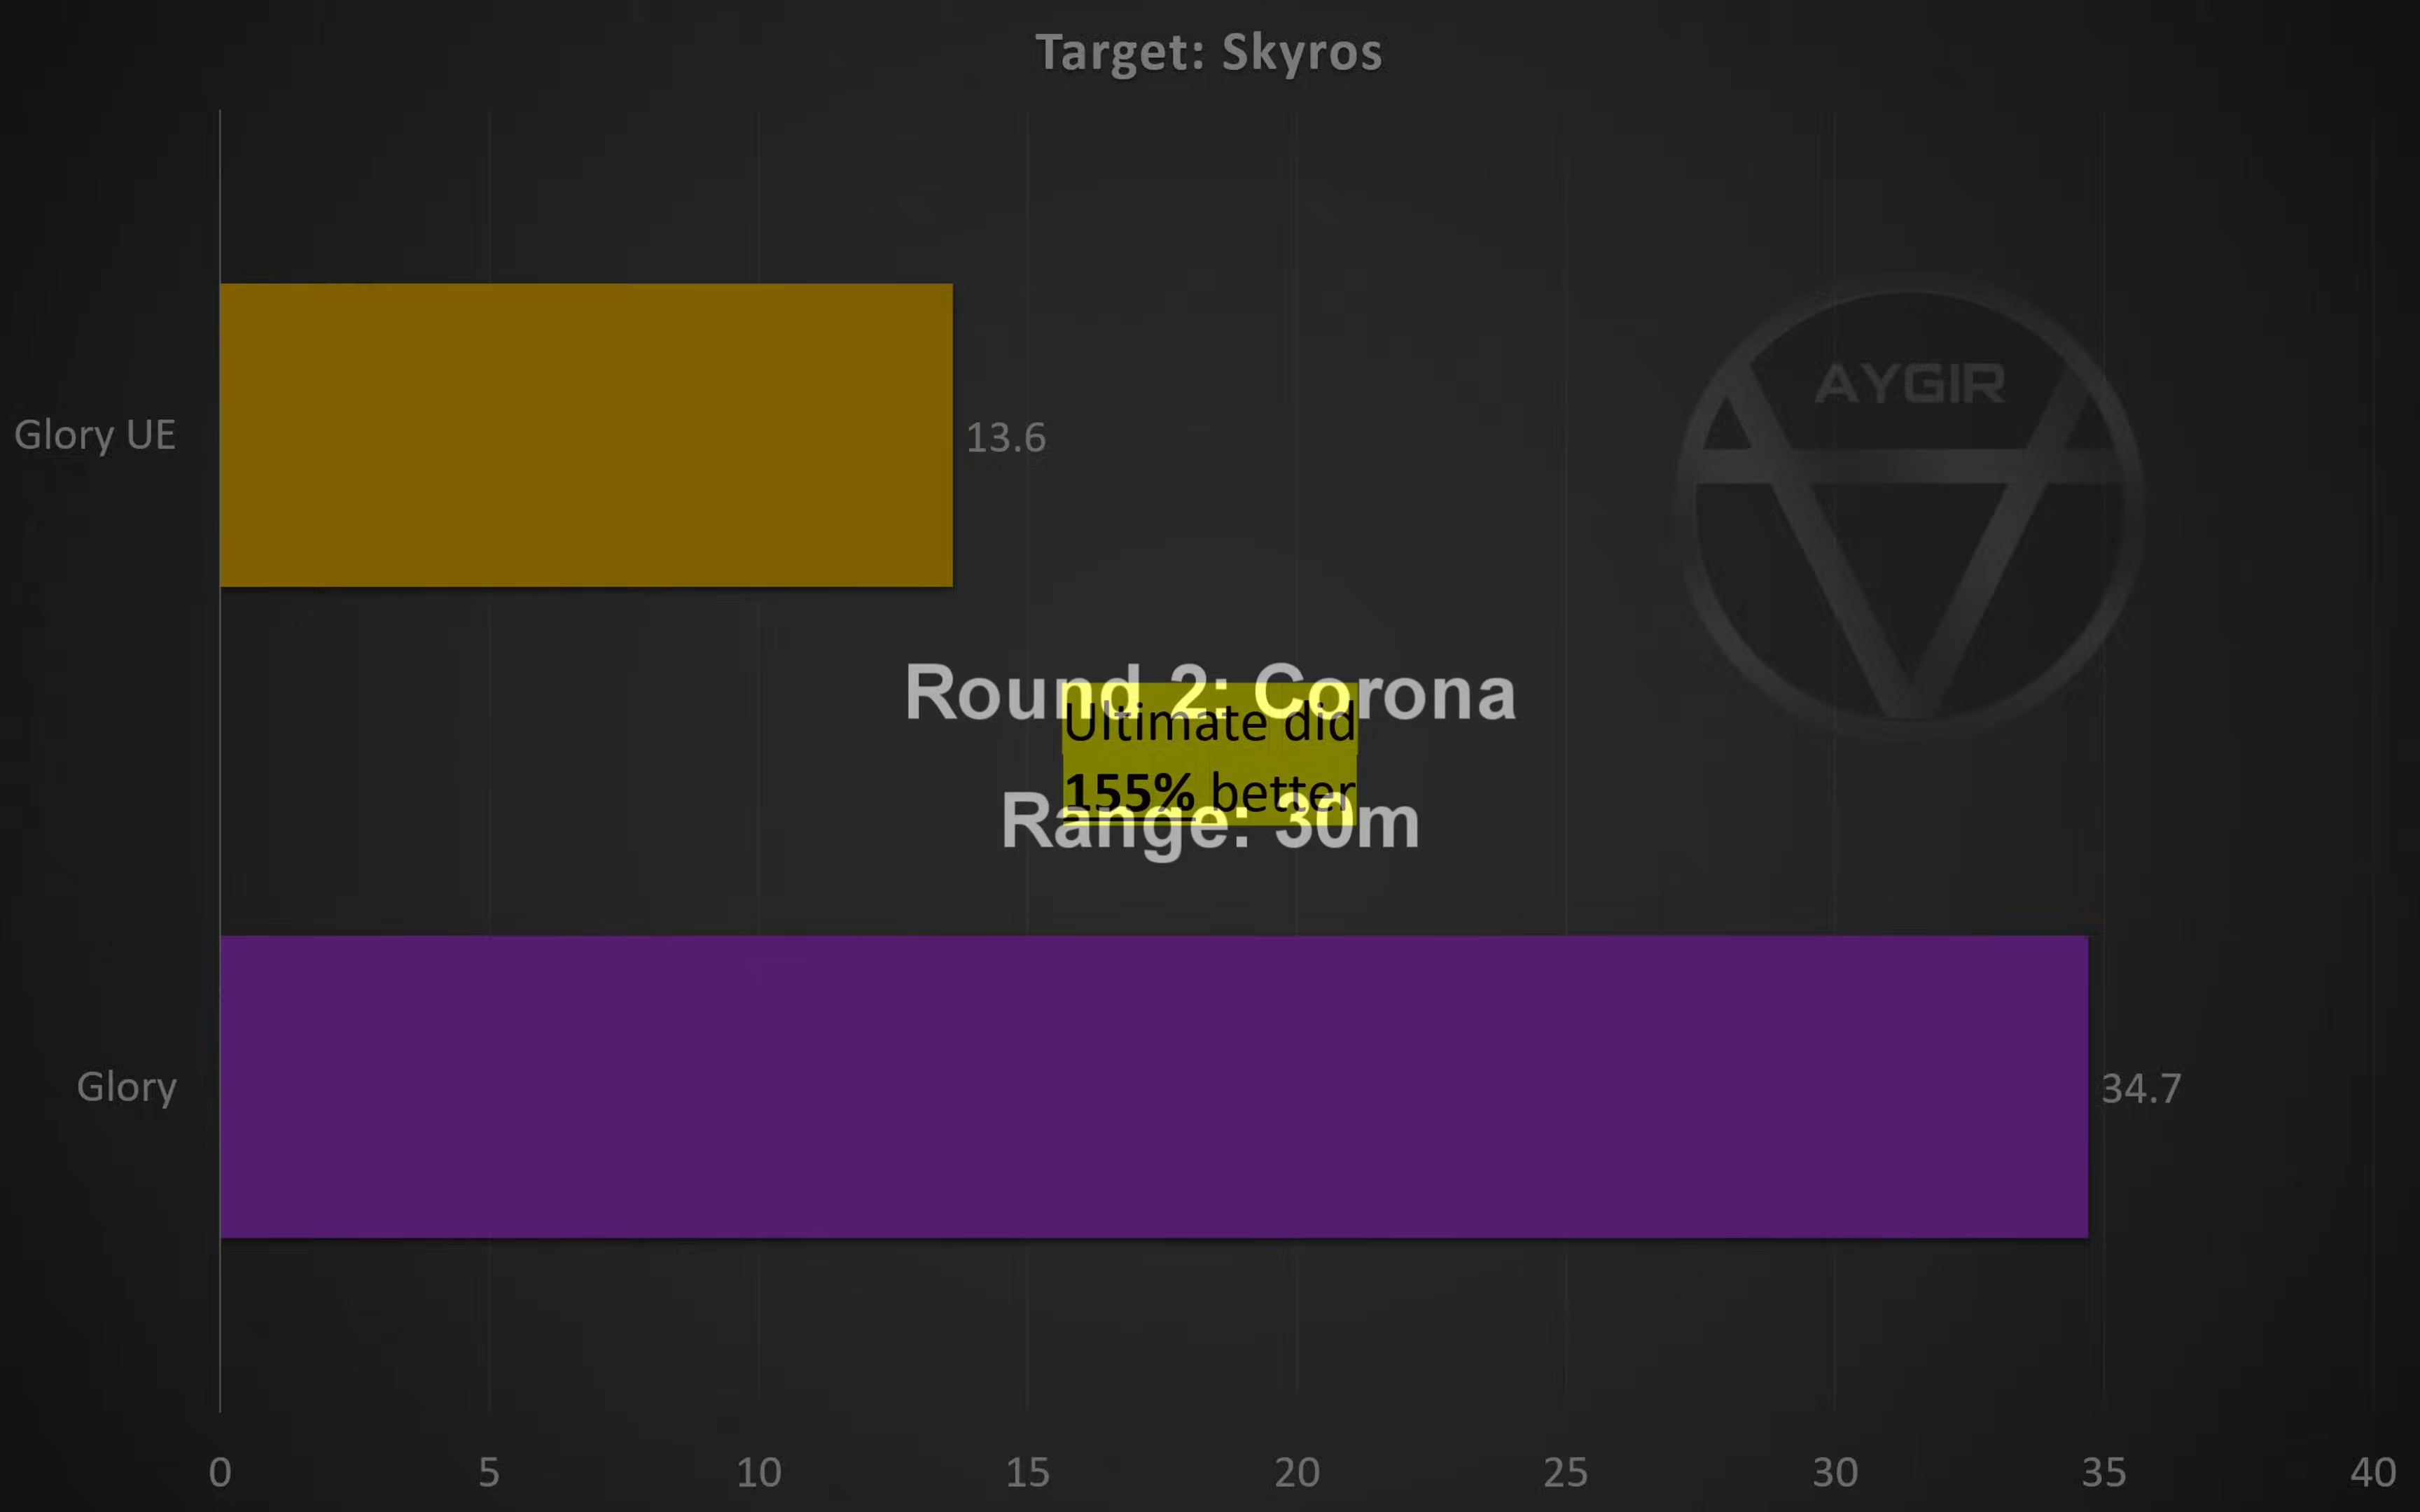 Target: Skyros
AYGIR
Glory UE
13.6
Round 2: Corona
Ultimate did
155% better
Range: 30m
Glory
34.7
0 5 10 15 20 25 30 35 40